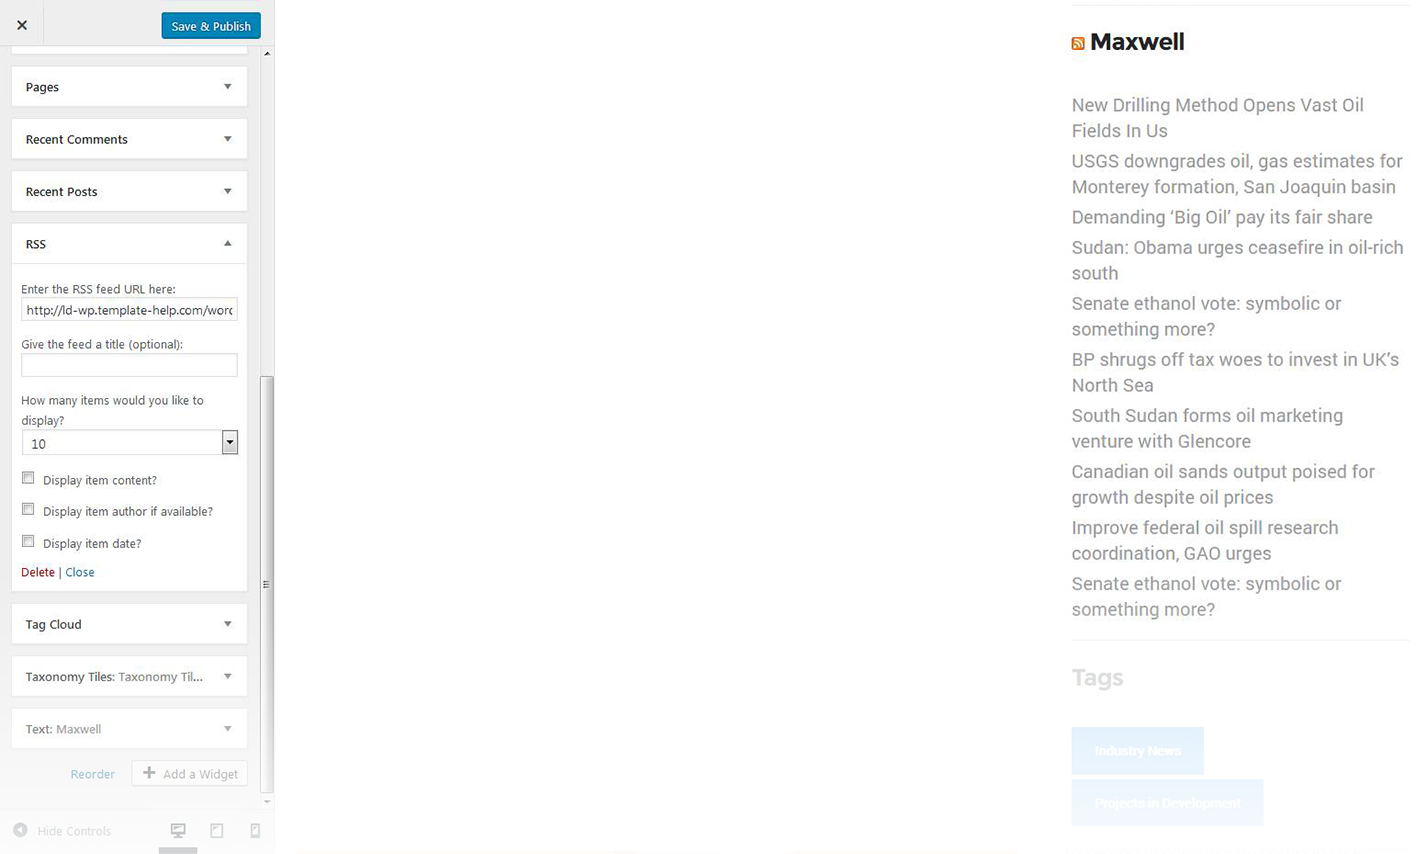 Save & Publish
Pages
Recent Comments
Recent Posts
RSS
Enter the RSS feed URL here:
http://ld-wp.template-help.com/word
Give the feed a title (optional):
How many items would you like to
display?
10
Display item content?
Display item author if available?
Display item date?
Delete | Close
Tag Cloud
Taxonomy Tiles: Taxonomy Til...
Text: Maxwell
Reorder
Add a Widget
Hide Controls
Maxwell
New Drilling Method Opens Vast Oil
Fields In Us
USGS downgrades oil, gas estimates for
Monterey formation, San Joaquin basin
Demanding ‘Big Oil’ pay its fair share
Sudan: Obama urges ceasefire in oil-rich
south
Senate ethanol vote: symbolic or
something more?
BP shrugs off tax woes to invest in UK’s
North Sea
South Sudan forms oil marketing
venture with Glencore
Canadian oil sands output poised for
growth despite oil prices
Improve federal oil spill research
coordination, GAO urges
Senate ethanol vote: symbolic or
something more?
Tags
Industry News
Projects in Development